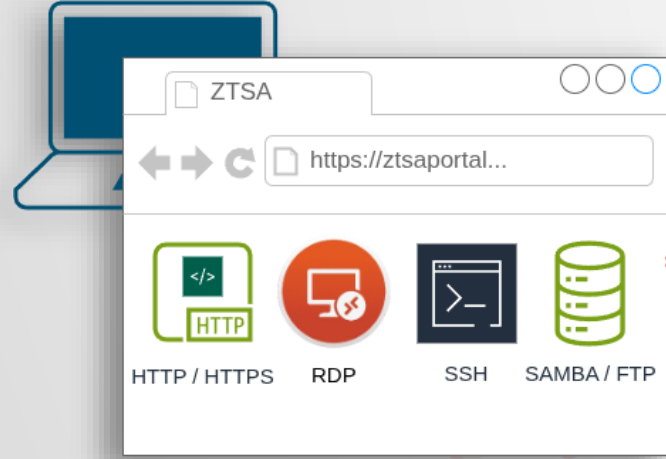 ZTSA
https://ztsaportal...
</>
HTTP
>_
HTTP / HTTPS RDP SSH SAMBA / FTP